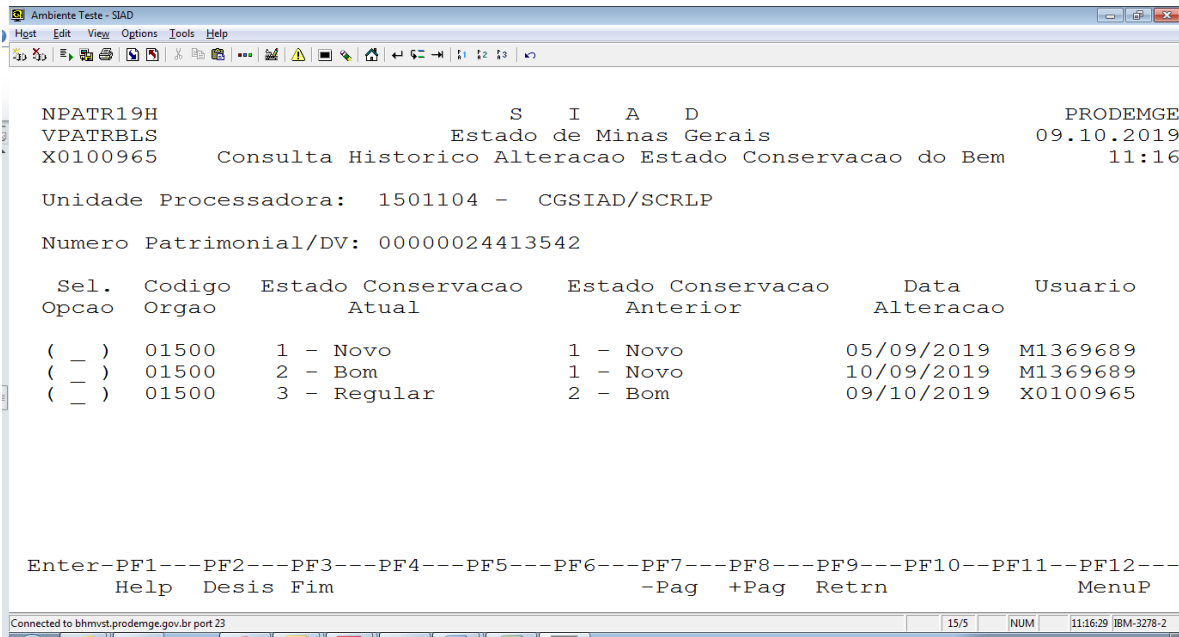 Ambiente Teste - SIAD
Host Edit View Options Tools Help
NPATR19H S I A D PRODEMGE
VPATRBLS Estado de Minas Gerais 09.10.2019
X0100965 Consulta Historico Alteracao Estado Conservacao do Bem 11:16
Unidade Processadora: 1501104 - CGSIAD/SCRLP
Numero Patrimonial/DV: 00000024413542
Sel. Codigo Estado Conservacao Estado Conservacao Data Usuario
Opcao Orgao Atual Anterior Alteracao
( _ ) 01500 1 - Novo 1 - Novo 05/09/2019 M1369689
( _ ) 01500 2 - Bom 1 - Novo 10/09/2019 M1369689
( _ ) 01500 3 - Regular 2 - Bom 09/10/2019 X0100965
Enter-PF1---PF2---PF3---PF4---PF5---PF6---PF7---PF8---PF9---PF10--PF11--PF12---
Help Desis Fim -Pag +Pag Retrn MenuP
Connected to bhmvst.prodemge.gov.br port 23 15/5 NUM 11:16:29 IBM-3278-2